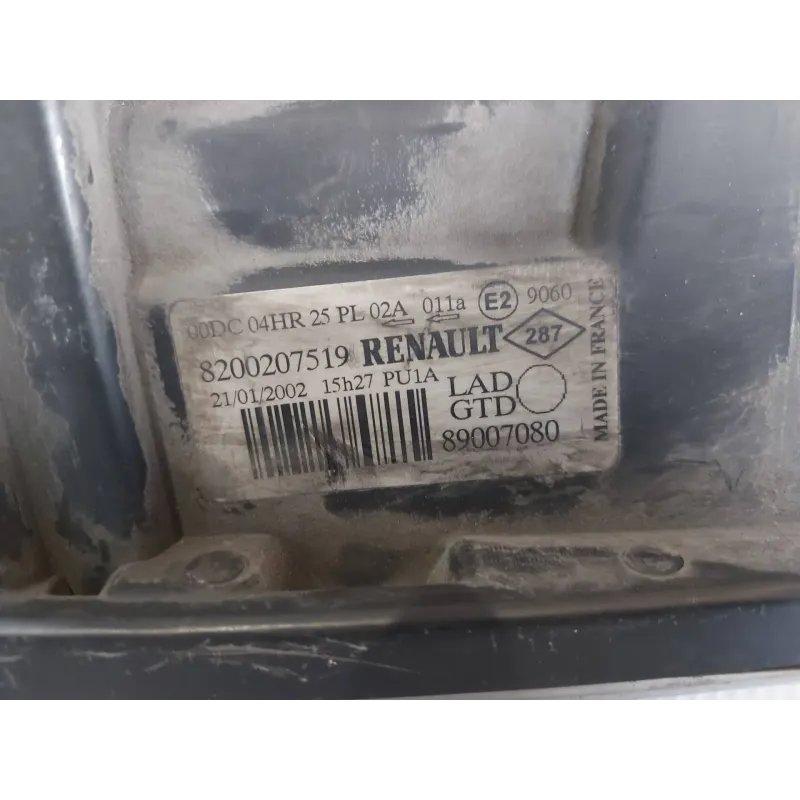 00DC 04HR 25 PL 02A 011a E2 9060
8200207519 RENAULT 287
21/01/2002 15h27 PU1A LAD
GTD
89007080
MADE IN FRANCE